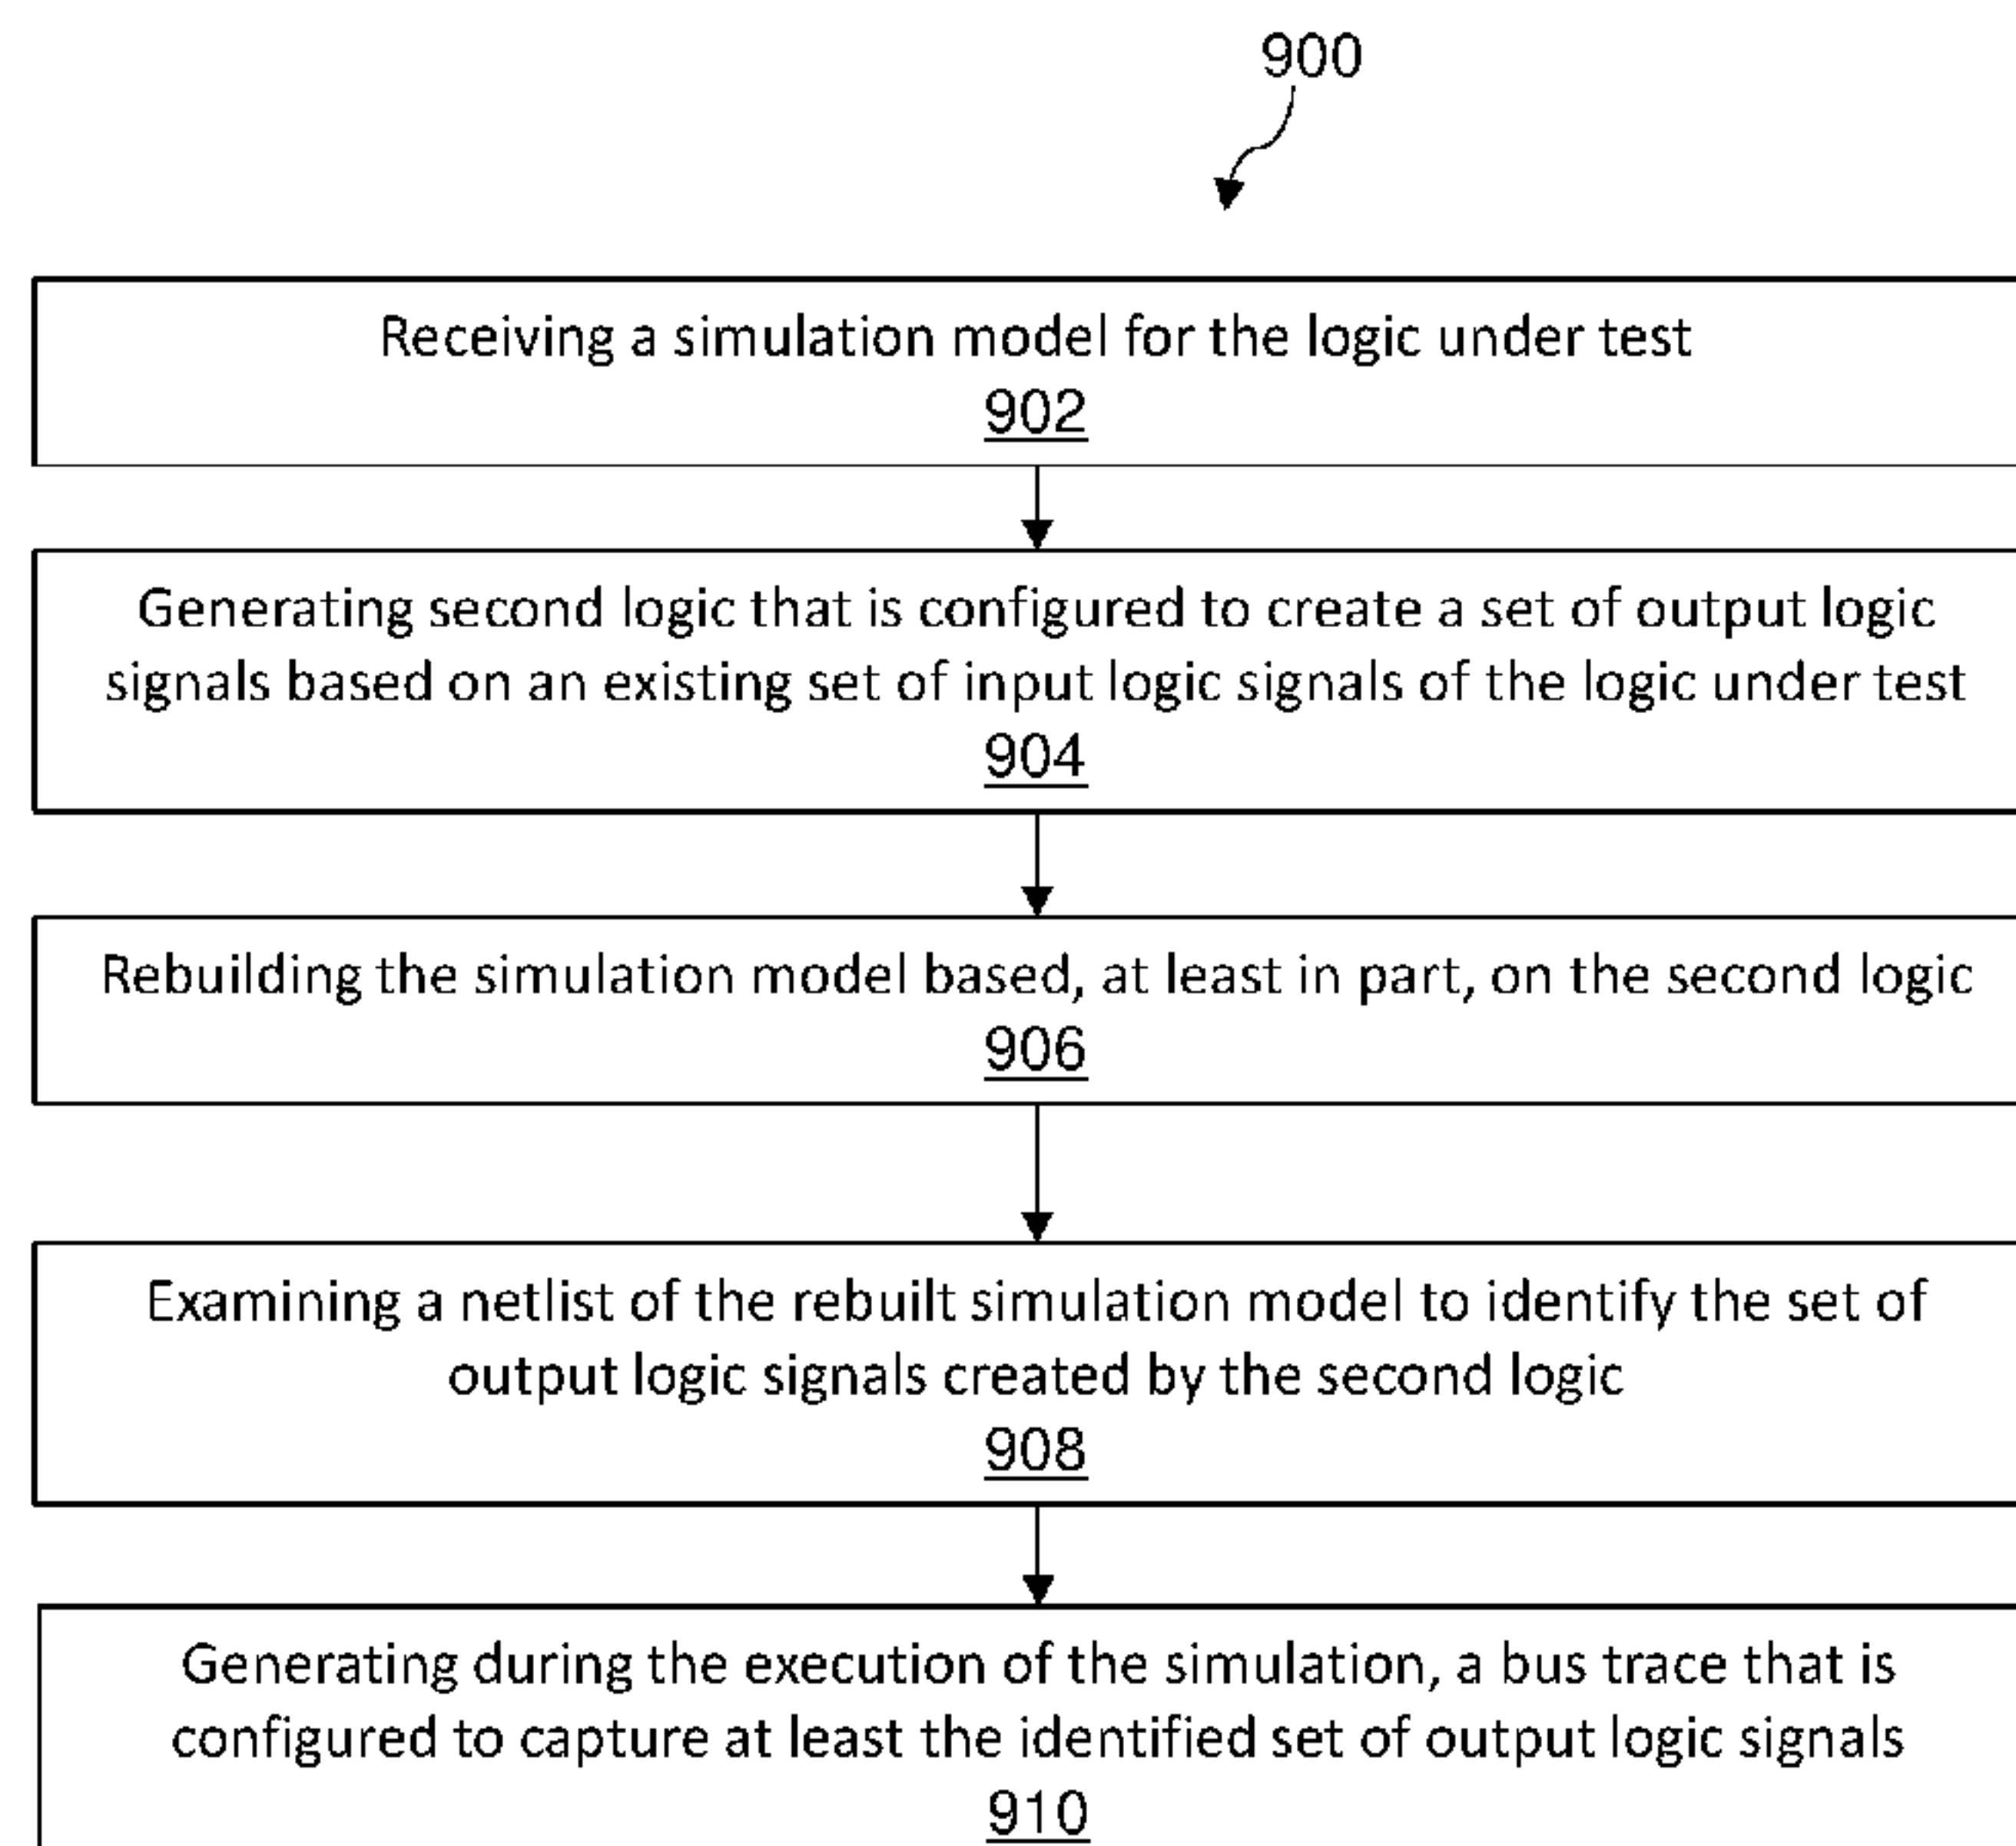 900
Receiving a simulation model for the logic under test
902
Generating second logic that is configured to create a set of output logic
signals based on an existing set of input logic signals of the logic under test
904
Rebuilding the simulation model based, at least in part, on the second logic
906
Examining a netlist of the rebuilt simulation model to identify the set of
output logic signals created by the second logic
908
Generating during the execution of the simulation, a bus trace that is
configured to capture at least the identified set of output logic signals
910